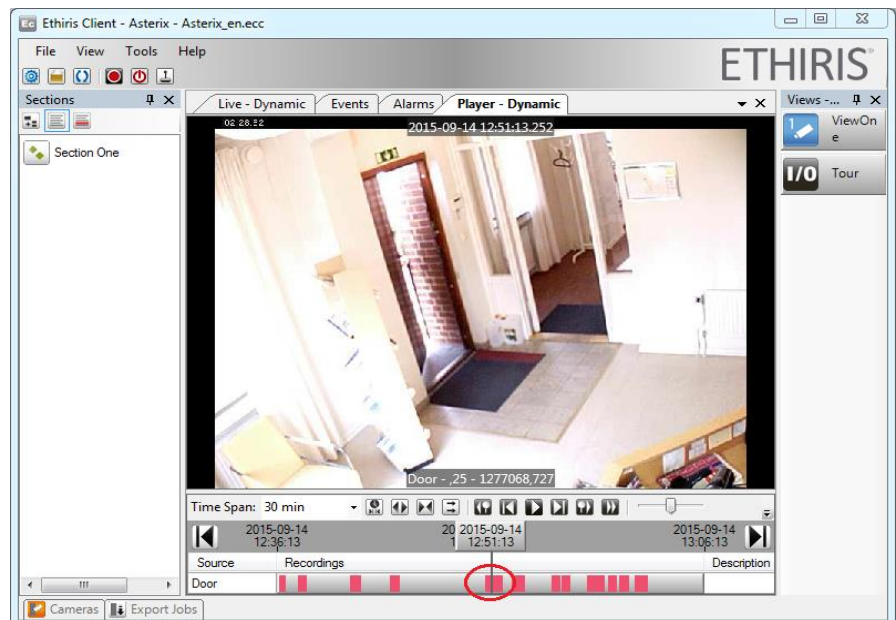 Ethiris Client - Asterix - Asterix_en.ecc
File View Tools Help
ETHIRIS
Sections
Live - Dynamic Events Alarms Player - Dynamic
Views -...
Section One
2015-09-14 12:51:13.252
ViewOn
e
I/O Tour
Door - ,25 - 1277068,727
Time Span: 30 min
2015-09-14
12:36:13
20
1
2015-09-14
12:51:13
2015-09-14
13:06:13
Source Recordings Description
Door
Cameras Export Jobs